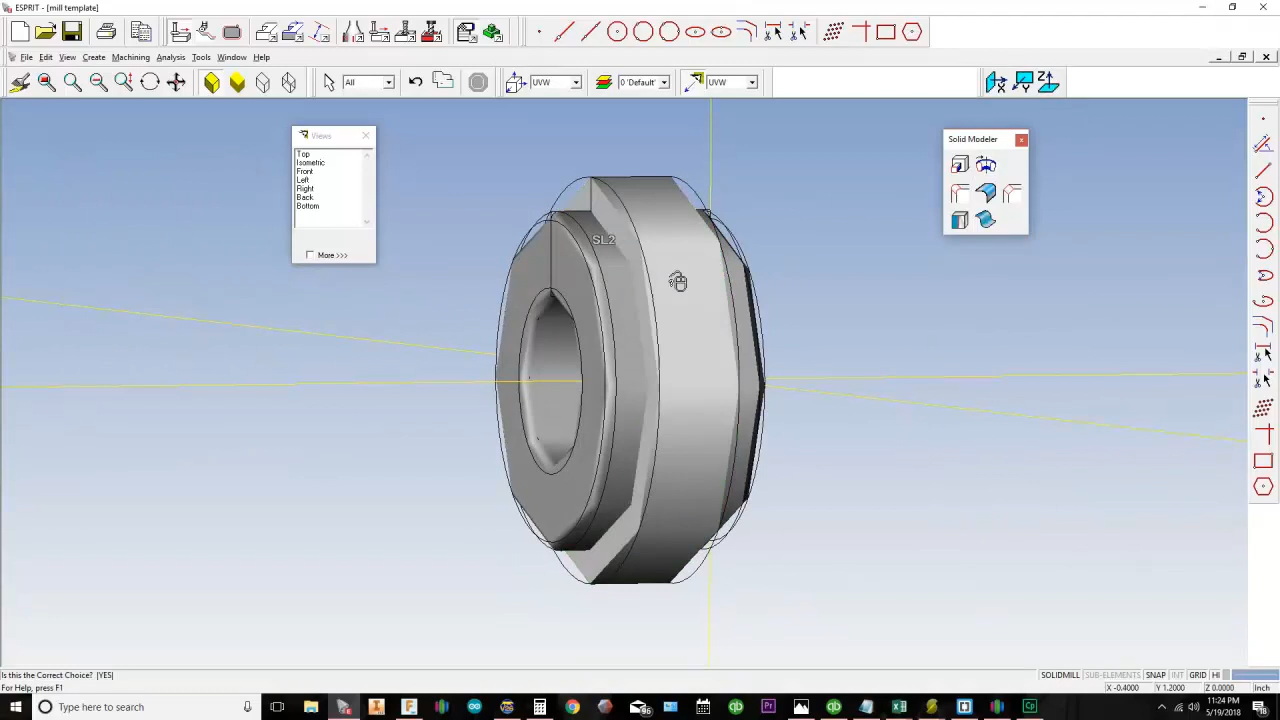 ESPRIT - [mill template]
File Edit View Create Machining Analysis Tools Window Help
All
UVW
0 'Default'
UVW
X
Y
Z
Views
Top
Isometric
Front
Left
Right
Back
Bottom
More >>>
Solid Modeler
SL2
Is this the Correct Choice? [YES]
SOLIDMILL SUB-ELEMENTS SNAP INT GRID HI
For Help, press F1
X -0.4000 Y 1.2000 Z 0.0000 Inch
Type here to search
11:24 PM
5/19/2018